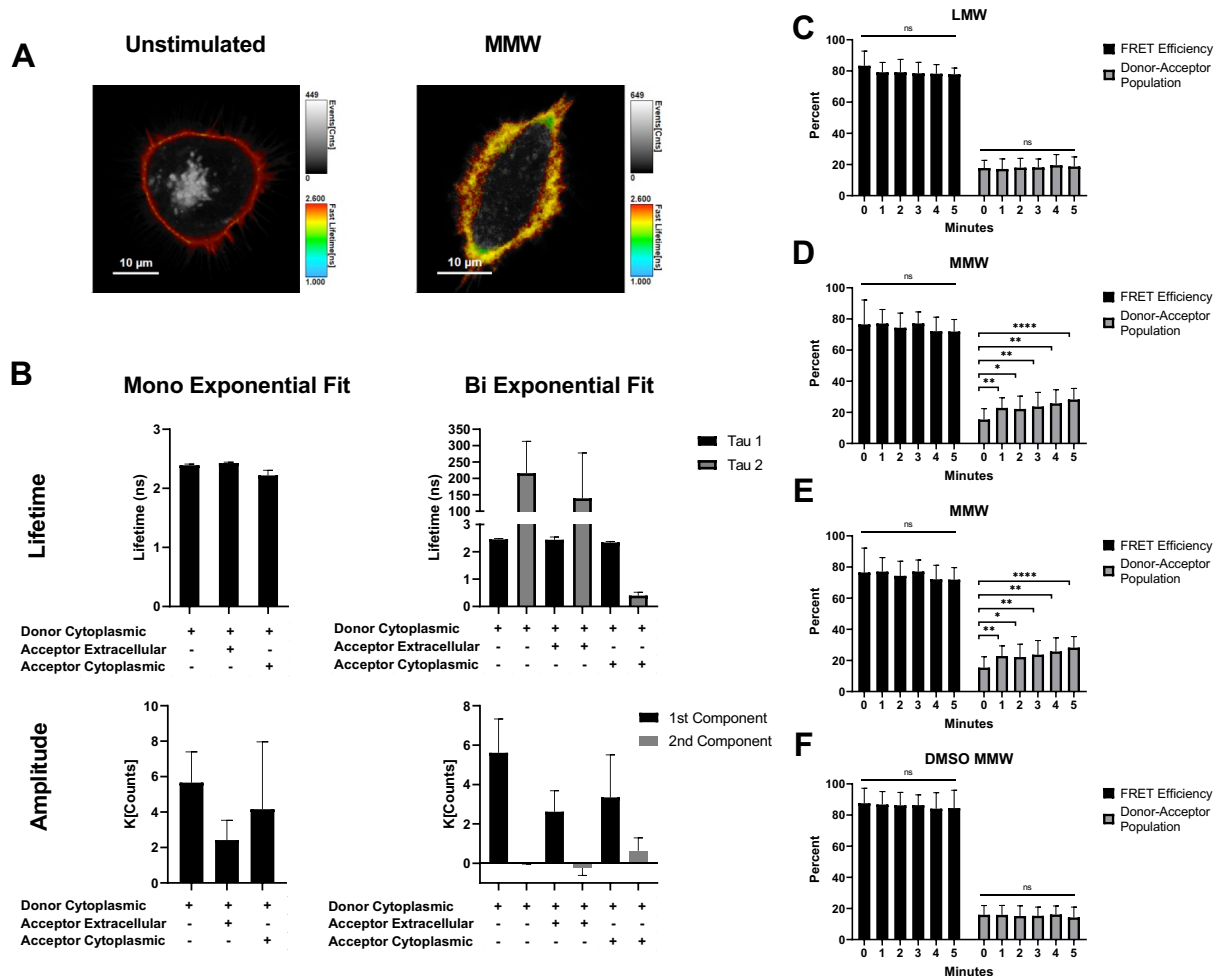 A
Unstimulated
MMW
449
Events[Cnts]
0
2.600
Fast Lifetime[ns]
1.000
10 µm
649
Events[Cnts]
0
2.600
Fast Lifetime[ns]
1.000
10 µm
B
Mono Exponential Fit
Bi Exponential Fit
Lifetime
Lifetime (ns)
3
2
1
0
Donor Cytoplasmic + + +
Acceptor Extracellular - + -
Acceptor Cytoplasmic - - +
Lifetime (ns)
350
300
250
200
150
100
3
2
1
0
Tau 1
Tau 2
Donor Cytoplasmic + + + + + +
Acceptor Extracellular - - + + - -
Acceptor Cytoplasmic - - - - + +
Amplitude
K[Counts]
10
8
6
4
2
0
Donor Cytoplasmic + + +
Acceptor Extracellular - + -
Acceptor Cytoplasmic - - +
K[Counts]
8
6
4
2
0
1st Component
2nd Component
Donor Cytoplasmic + + + + + +
Acceptor Extracellular - - + + - -
Acceptor Cytoplasmic - - - - + +
C
LMW
Percent
100
80
60
40
20
0
ns
ns
0 1 2 3 4 5 0 1 2 3 4 5
Minutes
FRET Efficiency
Donor-Acceptor
Population
D
MMW
Percent
100
80
60
40
20
0
ns
****
**
**
*
**
0 1 2 3 4 5 0 1 2 3 4 5
Minutes
FRET Efficiency
Donor-Acceptor
Population
E
MMW
Percent
100
80
60
40
20
0
ns
****
**
**
*
**
0 1 2 3 4 5 0 1 2 3 4 5
Minutes
FRET Efficiency
Donor-Acceptor
Population
F
DMSO MMW
Percent
100
80
60
40
20
0
ns
ns
0 1 2 3 4 5 0 1 2 3 4 5
Minutes
FRET Efficiency
Donor-Acceptor
Population